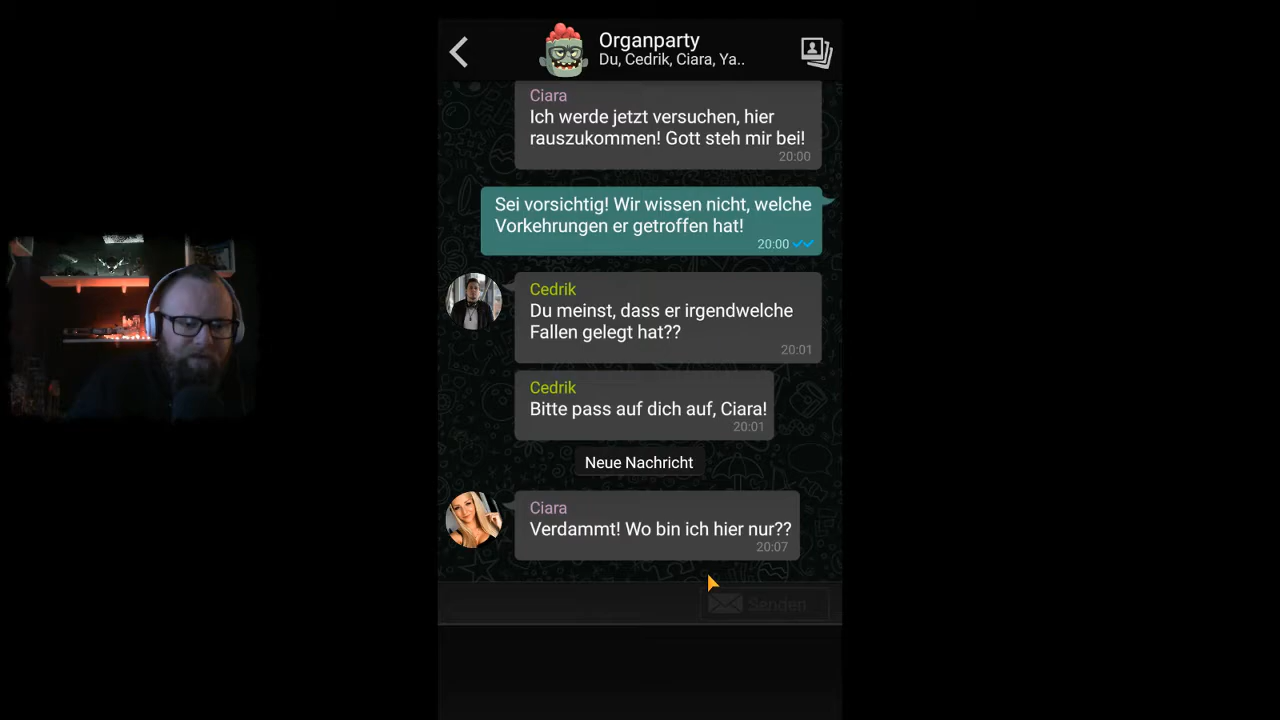 Organparty
Du, Cedrik, Ciara, Ya..
Ciara
Ich werde jetzt versuchen, hier
rauszukommen! Gott steh mir bei!
20:00
Sei vorsichtig! Wir wissen nicht, welche
Vorkehrungen er getroffen hat!
20:00
Cedrik
Du meinst, dass er irgendwelche
Fallen gelegt hat??
20:01
Cedrik
Bitte pass auf dich auf, Ciara!
20:01
Neue Nachricht
Ciara
Verdammt! Wo bin ich hier nur??
20:07
Senden